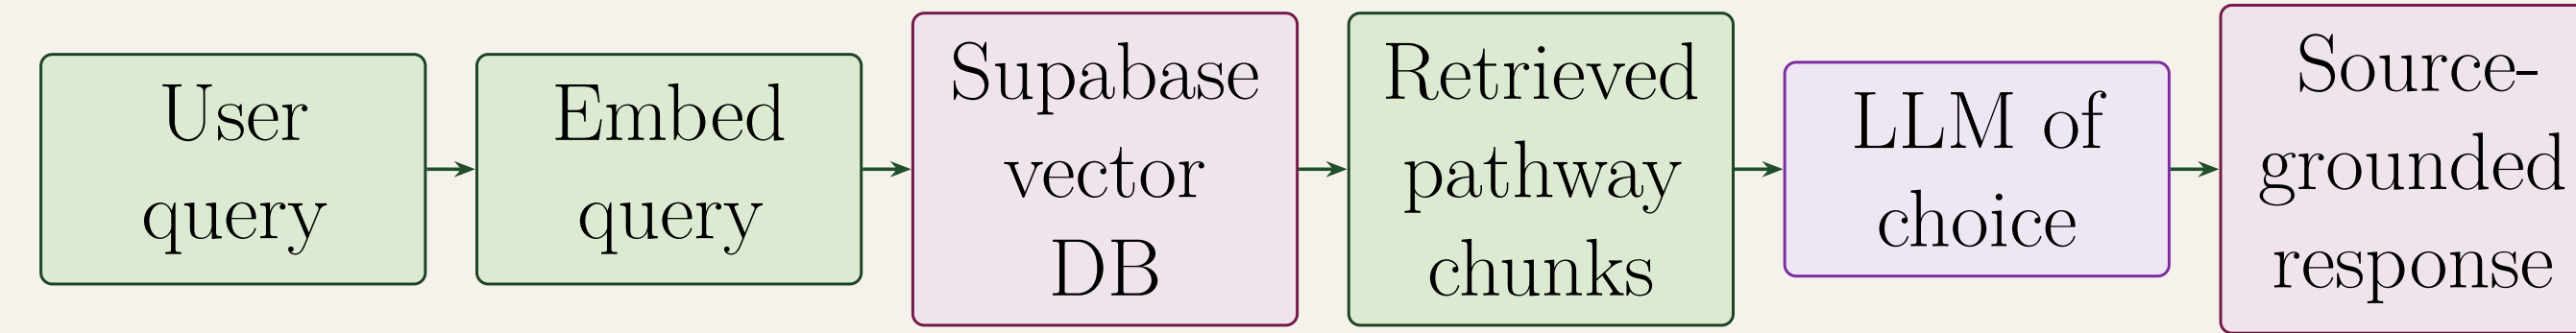 User
query
Embed
query
Supabase
vector
DB
Retrieved
pathway
chunks
LLM of
choice
Source-
grounded
response